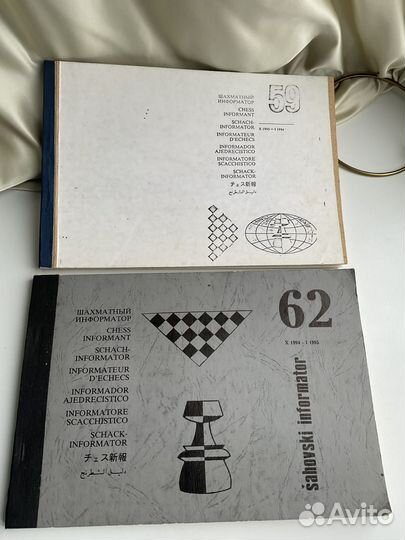 59
ШАХМАТНЫЙ
ИНФОРМАТОР
CHESS
INFORMANT
SCHACH-
INFORMATOR
X 1993 - I 1994
INFORMATEUR
D'ECHECS
INFORMADOR
AJEDRECISTICO
INFORMATORE
SCACCHISTICO
SCHACK-
INFORMATOR
チェス新報
دليل الشطرنج
62
X 1994 - I 1995
ШАХМАТНЫЙ
ИНФОРМАТОР
CHESS
INFORMANT
SCHACH-
INFORMATOR
INFORMATEUR
D'ECHECS
INFORMADOR
AJEDRECISTICO
INFORMATORE
SCACCHISTICO
SCHACK-
INFORMATOR
チェス新報
دليل الشطرنج
šahovski informator
Avito